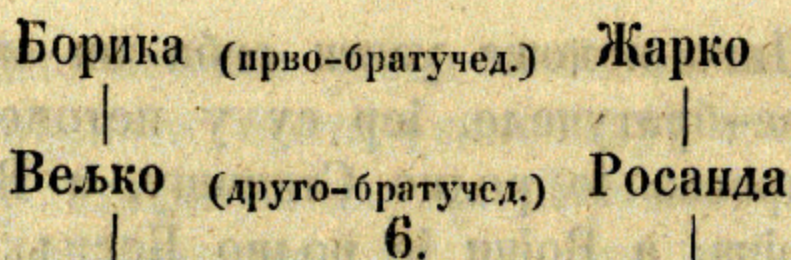 Борика (прво-братучед.) Жарко
Вељко (друго-братучед.) Росанда
6.